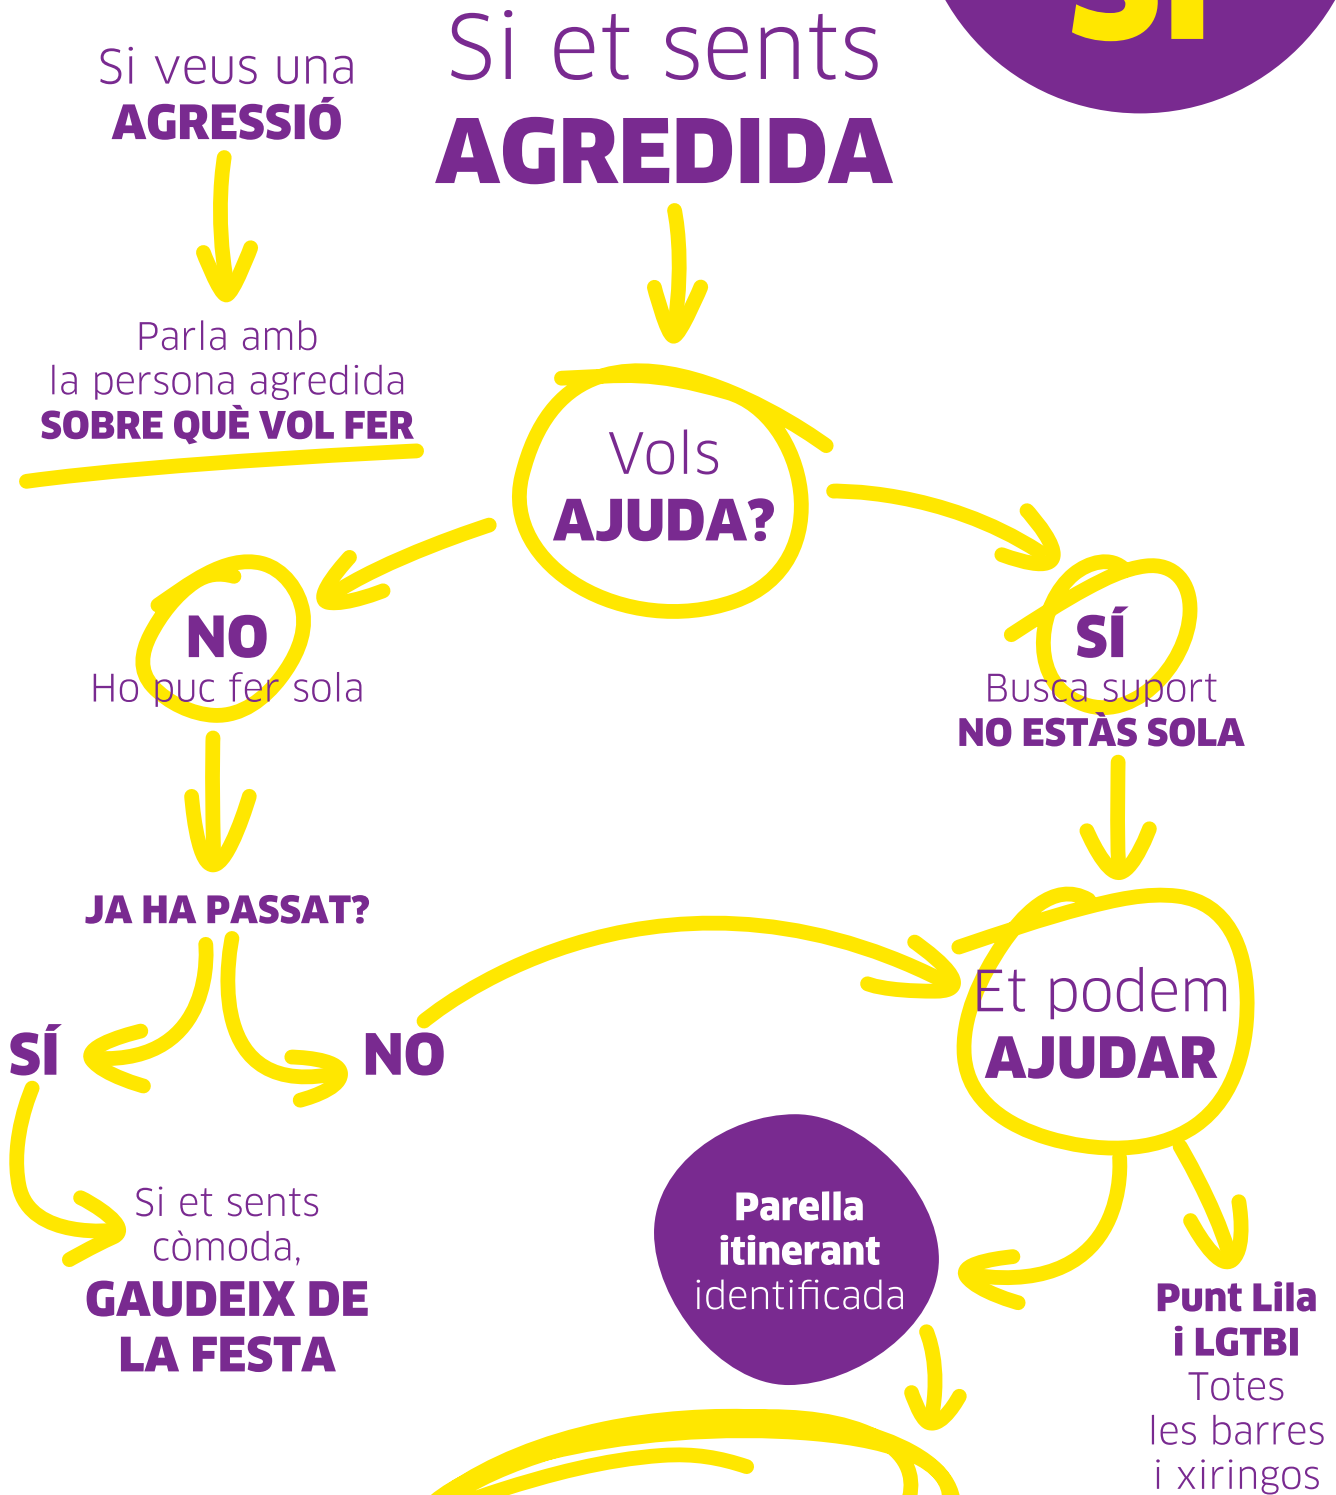 SÍ
Si veus una
AGRESSIÓ
Si et sents
AGREDIDA
Parla amb
la persona agredida
SOBRE QUÈ VOL FER
Vols
AJUDA?
NO
Ho puc fer sola
SÍ
Busca suport
NO ESTÀS SOLA
JA HA PASSAT?
SÍ
NO
Et podem
AJUDAR
Si et sents
còmoda,
GAUDEIX DE
LA FESTA
Parella
itinerant
identificada
Punt Lila
i LGTBI
Totes
les barres
i xiringos